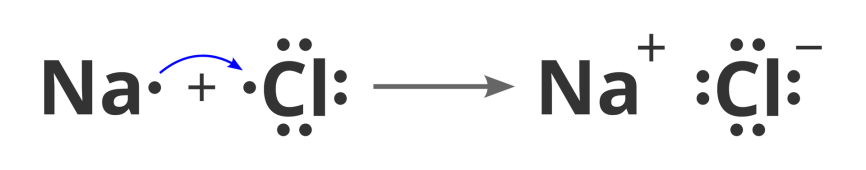 Na· + ·Cl: → Na⁺ :Cl:⁻